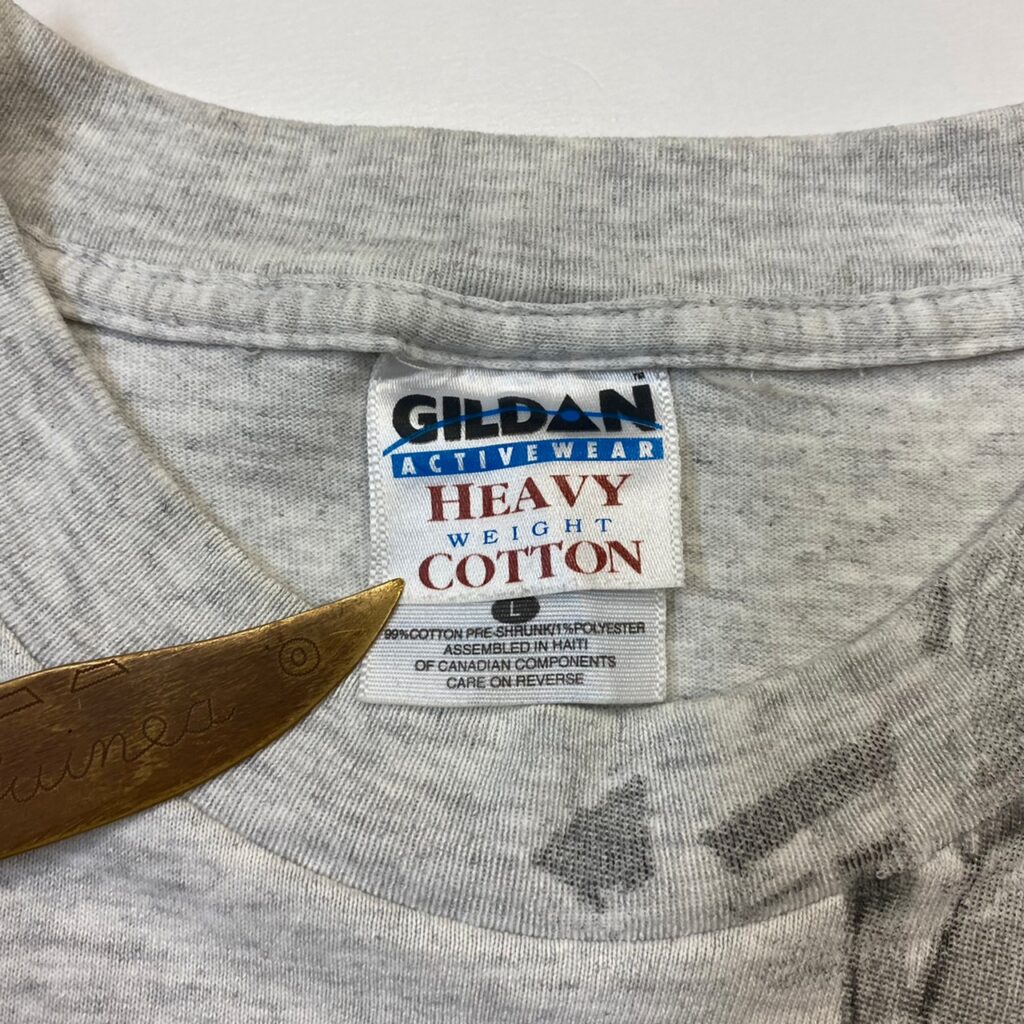 GILDAN™
ACTIVEWEAR
HEAVY
WEIGHT
COTTON
L
99%COTTON PRE-SHRUNK/1%POLYESTER
ASSEMBLED IN HAITI
OF CANADIAN COMPONENTS
CARE ON REVERSE